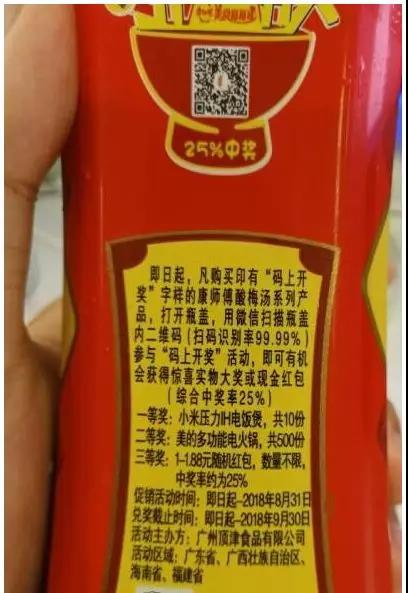 25%中奖
即日起，凡购买印有“码上开
奖”字样的康师傅酸梅汤系列产
品，打开瓶盖，用微信扫描瓶盖
内二维码(扫码识别率99.99%)
参与“码上开奖”活动，即可有机
会获得惊喜实物大奖或现金红包
(综合中奖率25%)
一等奖：小米压力IH电饭煲，共10份
二等奖：美的多功能电火锅，共500份
三等奖：1-1.88元随机红包，数量不限，
中奖率约为25%
促销活动时间：即日起-2018年8月31日
兑奖截止时间：即日起-2018年9月30日
活动主办方：广州顶津食品有限公司
活动区域：广东省、广西壮族自治区、
海南省、福建省